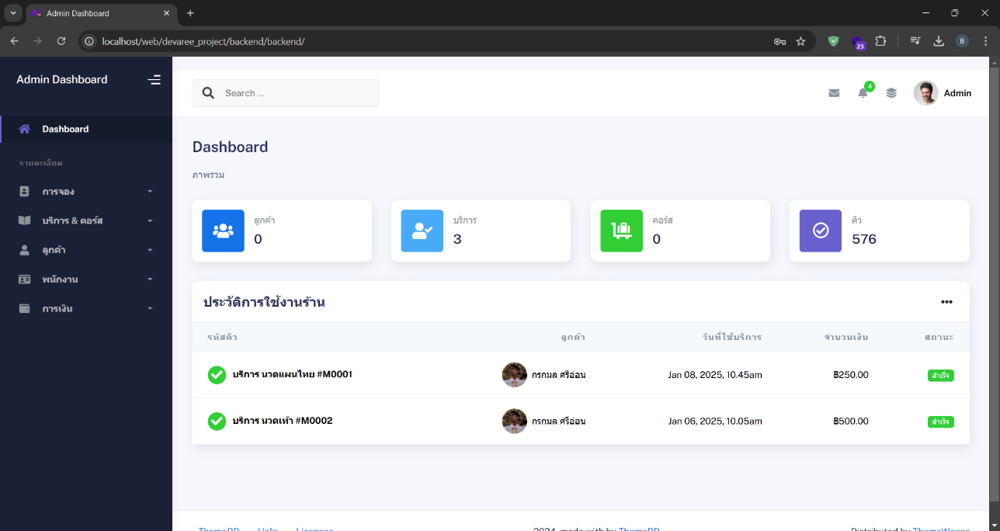 Admin Dashboard
localhost/web/devaree_project/backend/backend/
23
B
Admin Dashboard
Search ...
4
Admin
Dashboard
รายละเอียด
การจอง
บริการ & คอร์ส
ลูกค้า
พนักงาน
การเงิน
Dashboard
ภาพรวม
ลูกค้า
0
บริการ
3
คอร์ส
0
คิว
576
ประวัติการใช้งานร้าน
รหัสคิว ลูกค้า วันที่ใช้บริการ จำนวนเงิน สถานะ
บริการ นวดแผนไทย #M0001 กรกมล ศรีอ่อน Jan 08, 2025, 10.45am ฿250.00 สำเร็จ
บริการ นวดเท้า #M0002 กรกมล ศรีอ่อน Jan 06, 2025, 10.05am ฿500.00 สำเร็จ
ThemeBR Help Licenses 2024, made with by ThemeBR Distributed by ThemeWagon